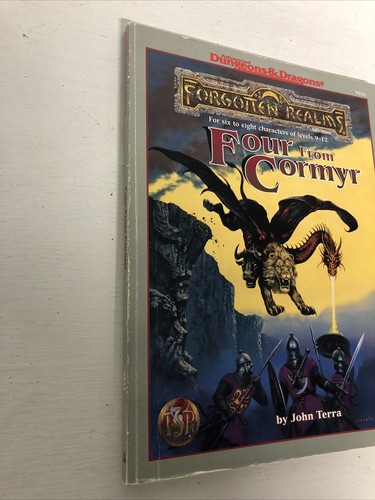 Advanced
Dungeons & Dragons®
FORGOTTEN REALMS
For six to eight characters of levels 9-12
Four from
Cormyr
by John Terra
TSR